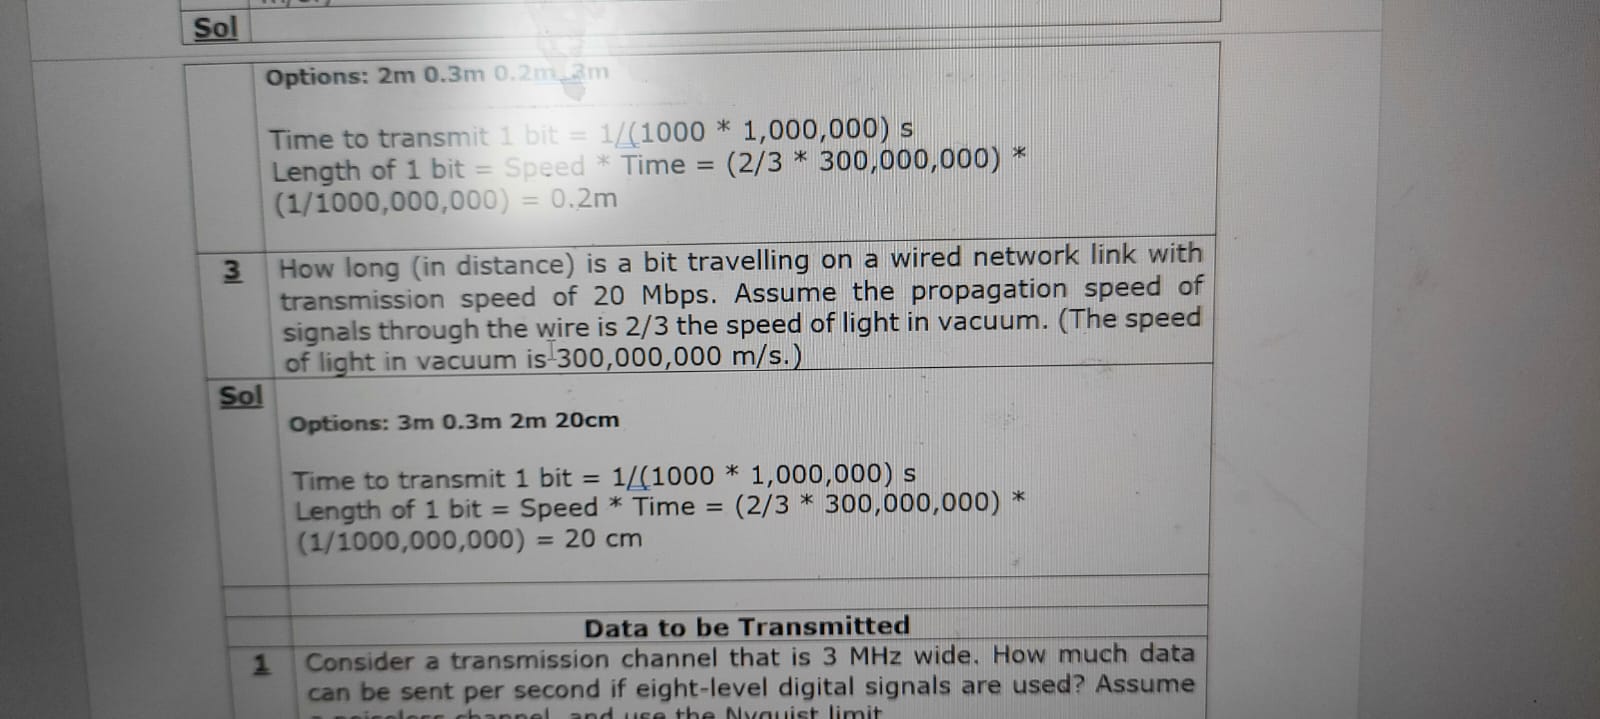 Sol
Options: 2m 0.3m 0.2m 3m
Time to transmit 1 bit = 1/(1000 * 1,000,000) s
Length of 1 bit = Speed * Time = (2/3 * 300,000,000) *
(1/1000,000,000) = 0.2m
3 How long (in distance) is a bit travelling on a wired network link with
transmission speed of 20 Mbps. Assume the propagation speed of
signals through the wire is 2/3 the speed of light in vacuum. (The speed
of light in vacuum is 300,000,000 m/s.)
Sol
Options: 3m 0.3m 2m 20cm
Time to transmit 1 bit = 1/(1000 * 1,000,000) s
Length of 1 bit = Speed * Time = (2/3 * 300,000,000) *
(1/1000,000,000) = 20 cm
Data to be Transmitted
1 Consider a transmission channel that is 3 MHz wide. How much data
can be sent per second if eight-level digital signals are used? Assume
a noiseless channel, and use the Nyquist limit